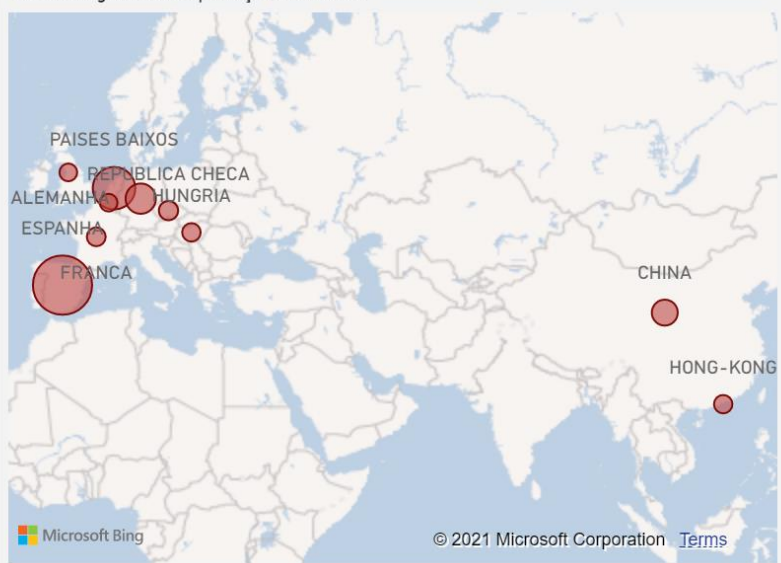 PAISES BAIXOS
REPUBLICA CHECA
ALEMANHA
HUNGRIA
ESPANHA
FRANCA
CHINA
HONG-KONG
Microsoft Bing
© 2021 Microsoft Corporation Terms